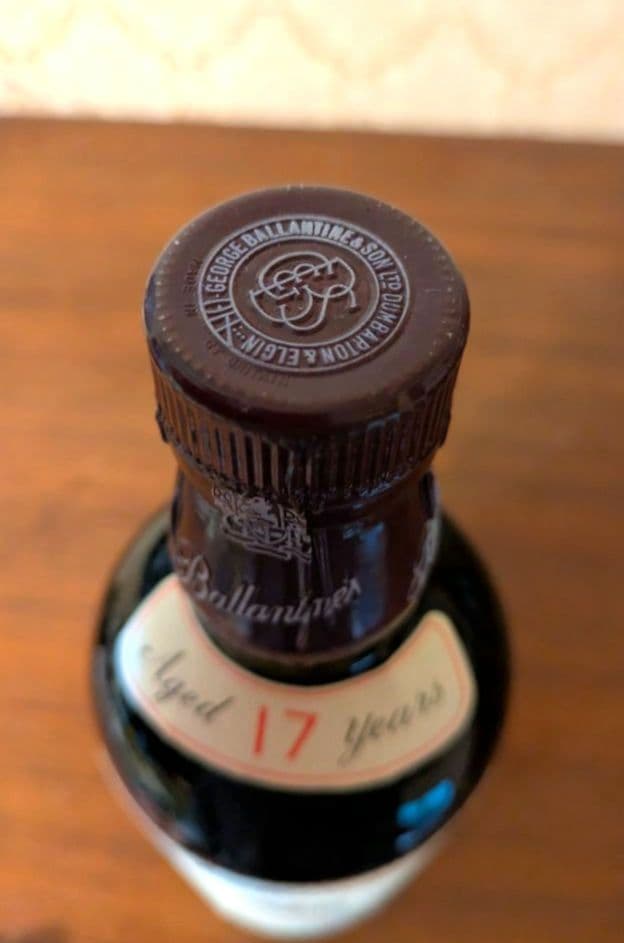 GEORGE BALLANTINE & SON LTD DUMBARTON & ELGIN
Ballantine's
Aged 17 years